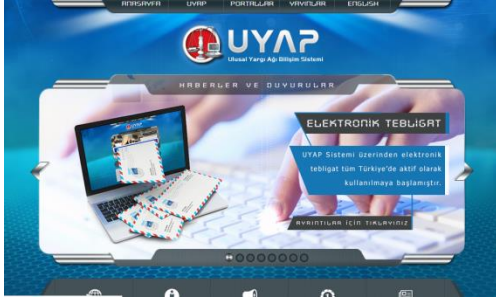 ANASAYFA UYAP PORTALLAR YAYINLAR ENGLISH
UYAP
Ulusal Yargı Ağı Bilişim Sistemi
HABERLER VE DUYURULAR
ELEKTRONİK TEBLİGAT
UYAP Sistemi üzerinden elektronik
tebligat tüm Türkiye'de aktif olarak
kullanılmaya başlamıştır.
AYRINTILAR İÇİN TIKLAYINIZ
UYAP